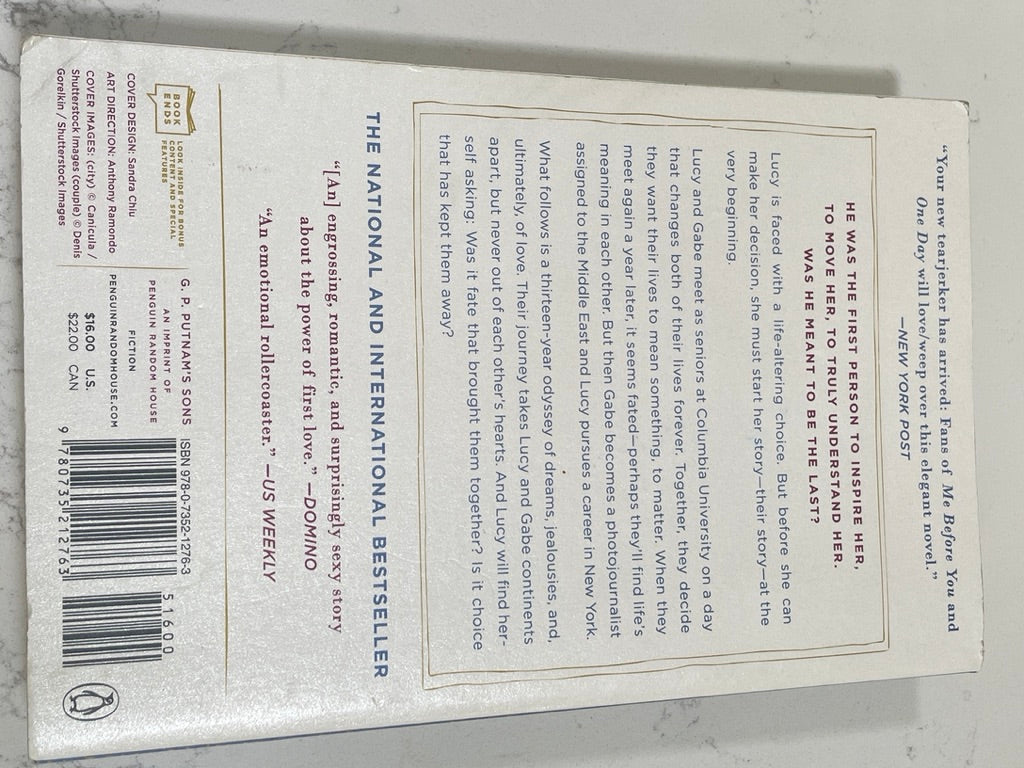 “Your new tearjerker has arrived: Fans of Me Before You and
One Day will love/weep over this elegant novel.”
—NEW YORK POST
HE WAS THE FIRST PERSON TO INSPIRE HER,
TO MOVE HER, TO TRULY UNDERSTAND HER.
WAS HE MEANT TO BE THE LAST?
Lucy is faced with a life-altering choice. But before she can
make her decision, she must start her story—their story—at the
very beginning.
Lucy and Gabe meet as seniors at Columbia University on a day
that changes both of their lives forever. Together, they decide
they want their lives to mean something, to matter. When they
meet again a year later, it seems fated—perhaps they’ll find life’s
meaning in each other. But then Gabe becomes a photojournalist
assigned to the Middle East and Lucy pursues a career in New York.
What follows is a thirteen-year odyssey of dreams, jealousies, and,
ultimately, of love. Their journey takes Lucy and Gabe continents
apart, but never out of each other’s hearts. And Lucy will find her-
self asking: Was it fate that brought them together? Is it choice
that has kept them away?
THE NATIONAL AND INTERNATIONAL BESTSELLER
“[An] engrossing, romantic, and surprisingly sexy story
about the power of first love.” —DOMINO
“An emotional rollercoaster.” —US WEEKLY
BOOK
ENDS
LOOK INSIDE FOR BONUS
CONTENT AND SPECIAL
FEATURES
COVER DESIGN: Sandra Chiu
ART DIRECTION: Anthony Ramondo
COVER IMAGES: (city) © Canicula /
Shutterstock Images (couple) © Denis
Gorelkin / Shutterstock Images
G. P. PUTNAM’S SONS
AN IMPRINT OF
PENGUIN RANDOM HOUSE
FICTION
PENGUINRANDOMHOUSE.COM
$16.00 U.S.
$22.00 CAN
ISBN 978-0-7352-1276-3
9 780735 212763
51600